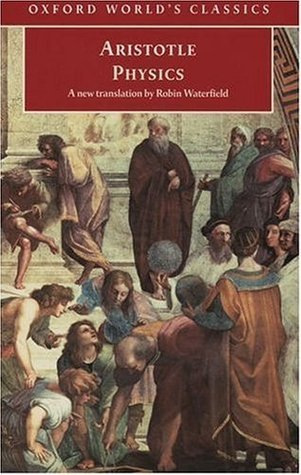 OXFORD WORLD'S CLASSICS
ARISTOTLE
PHYSICS
A new translation by Robin Waterfield